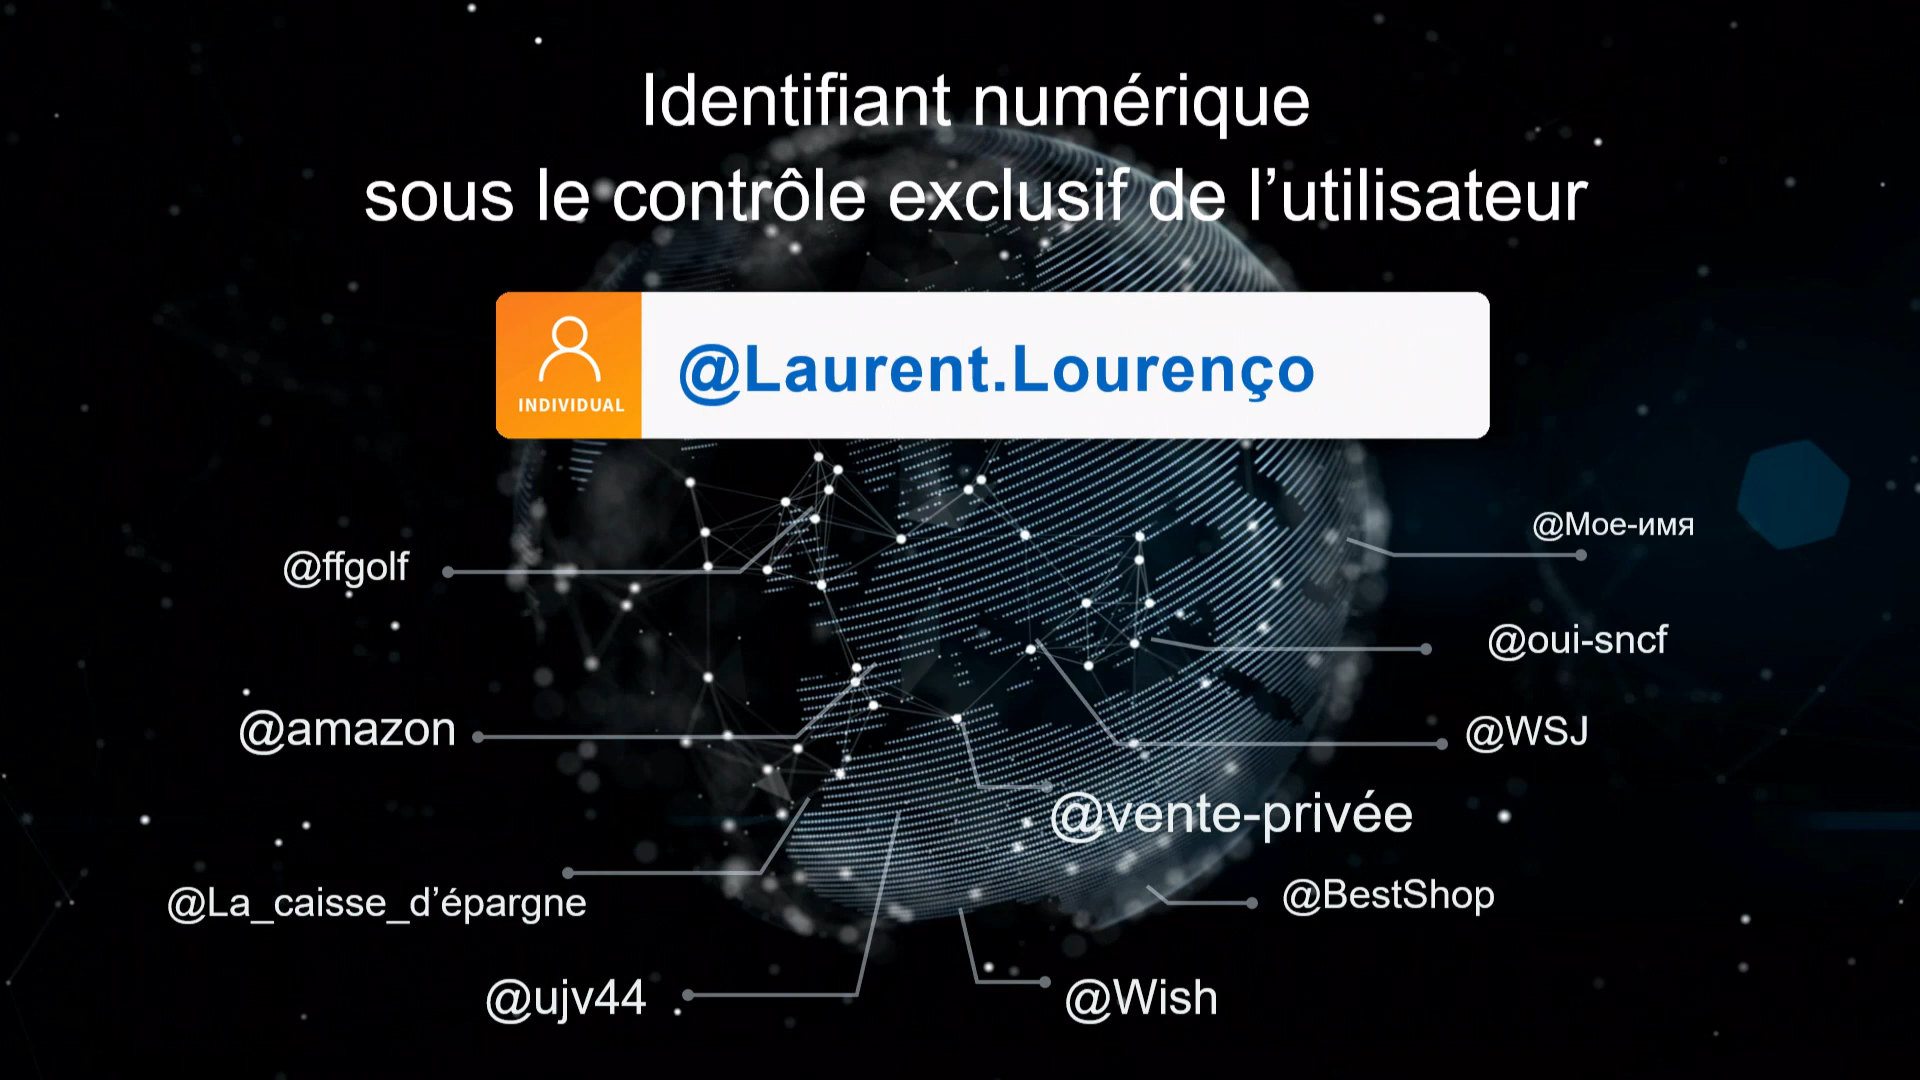 Identifiant numérique
sous le contrôle exclusif de l’utilisateur
INDIVIDUAL
@Laurent.Lourenço
@Мое-имя
@ffgolf
@oui-sncf
@amazon
@WSJ
@vente-privée
@La_caisse_d’épargne
@BestShop
@ujv44
@Wish